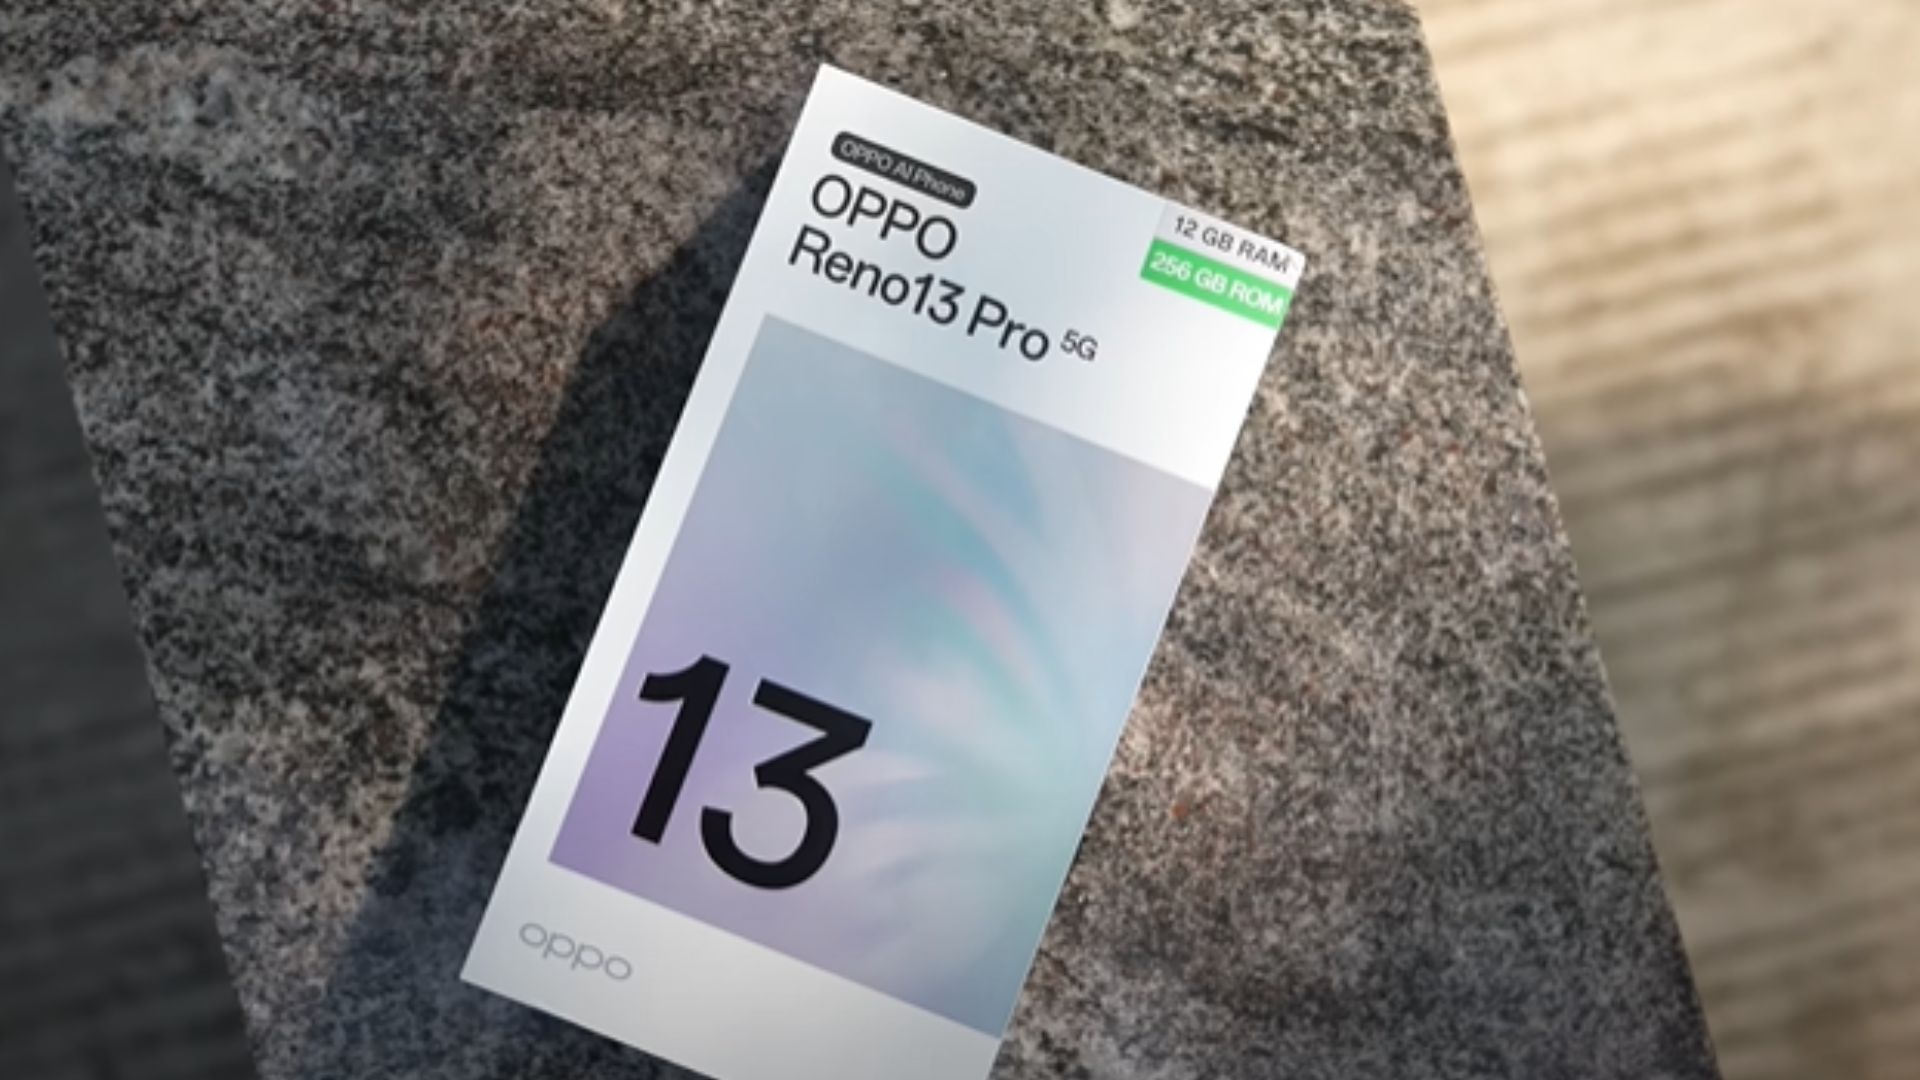 OPPO AI Phone
OPPO
Reno13 Pro 5G
12 GB RAM
256 GB ROM
13
oppo